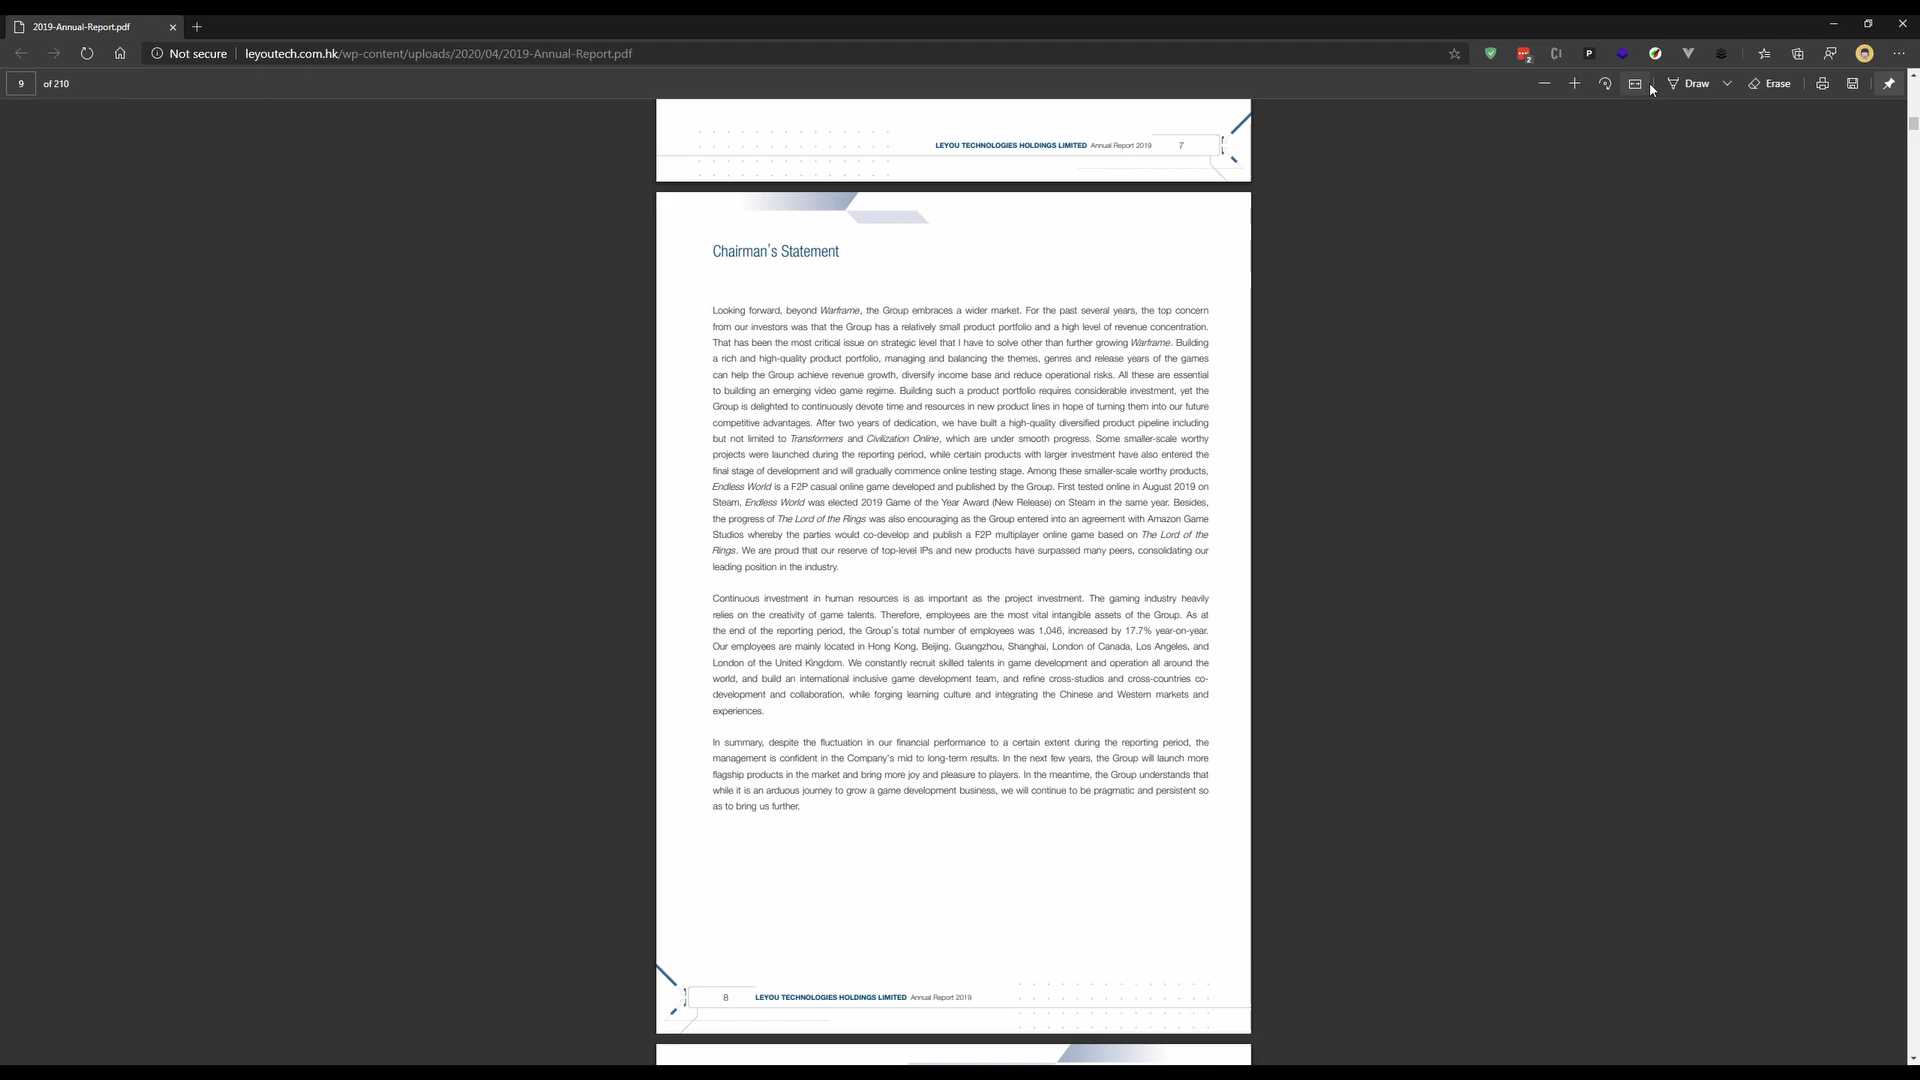 2019-Annual-Report.pdf
Not secure leyoutech.com.hk/wp-content/uploads/2020/04/2019-Annual-Report.pdf
2
9 of 210
Draw Erase
LEYOU TECHNOLOGIES HOLDINGS LIMITED Annual Report 2019 7
Chairman's Statement
Looking forward, beyond Warframe, the Group embraces a wider market. For the past several years, the top concern
from our investors was that the Group has a relatively small product portfolio and a high level of revenue concentration.
That has been the most critical issue on strategic level that I have to solve other than further growing Warframe. Building
a rich and high-quality product portfolio, managing and balancing the themes, genres and release years of the games
can help the Group achieve revenue growth, diversify income base and reduce operational risks. All these are essential
to building an emerging video game regime. Building such a product portfolio requires considerable investment, yet the
Group is delighted to continuously devote time and resources in new product lines in hope of turning them into our future
competitive advantages. After two years of dedication, we have built a high-quality diversified product pipeline including
but not limited to Transformers and Civilization Online, which are under smooth progress. Some smaller-scale worthy
projects were launched during the reporting period, while certain products with larger investment have also entered the
final stage of development and will gradually commence online testing stage. Among these smaller-scale worthy products,
Endless World is a F2P casual online game developed and published by the Group. First tested online in August 2019 on
Steam, Endless World was elected 2019 Game of the Year Award (New Release) on Steam in the same year. Besides,
the progress of The Lord of the Rings was also encouraging as the Group entered into an agreement with Amazon Game
Studios whereby the parties would co-develop and publish a F2P multiplayer online game based on The Lord of the
Rings. We are proud that our reserve of top-level IPs and new products have surpassed many peers, consolidating our
leading position in the industry.
Continuous investment in human resources is as important as the project investment. The gaming industry heavily
relies on the creativity of game talents. Therefore, employees are the most vital intangible assets of the Group. As at
the end of the reporting period, the Group's total number of employees was 1,046, increased by 17.7% year-on-year.
Our employees are mainly located in Hong Kong, Beijing, Guangzhou, Shanghai, London of Canada, Los Angeles, and
London of the United Kingdom. We constantly recruit skilled talents in game development and operation all around the
world, and build an international inclusive game development team, and refine cross-studios and cross-countries co-
development and collaboration, while forging learning culture and integrating the Chinese and Western markets and
experiences.
In summary, despite the fluctuation in our financial performance to a certain extent during the reporting period, the
management is confident in the Company's mid to long-term results. In the next few years, the Group will launch more
flagship products in the market and bring more joy and pleasure to players. In the meantime, the Group understands that
while it is an arduous journey to grow a game development business, we will continue to be pragmatic and persistent so
as to bring us further.
8 LEYOU TECHNOLOGIES HOLDINGS LIMITED Annual Report 2019